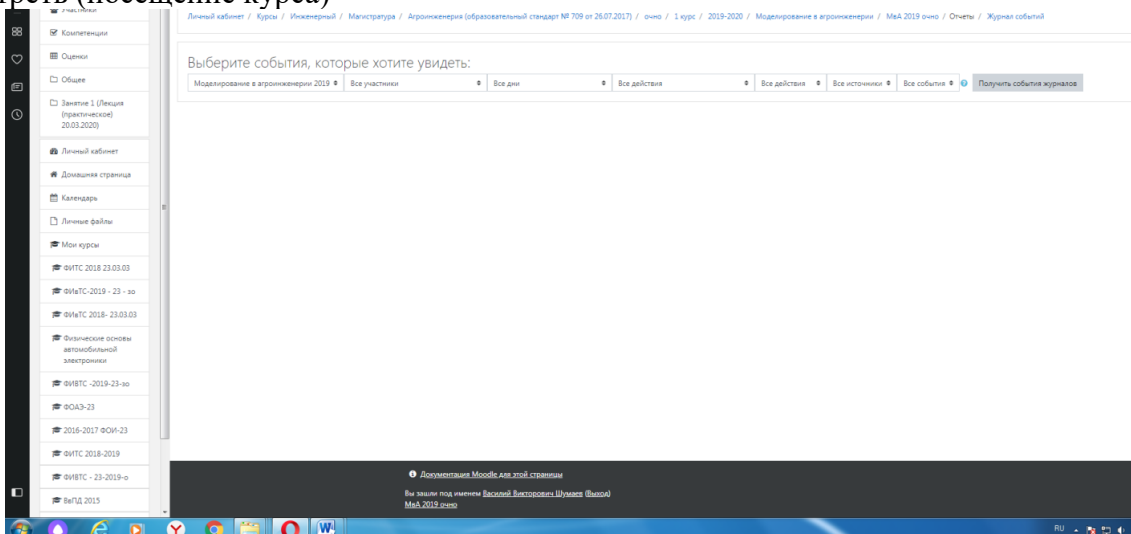 треть (посещение курса)
Участники
Компетенции
Оценки
Общее
Занятие 1 (Лекция
(практическое)
20.03.2020)
Личный кабинет
Домашняя страница
Календарь
Личные файлы
Мои курсы
ФИТС 2018 23.03.03
ФИвТС-2019 - 23 - зо
ФИвТС 2018- 23.03.03
Физические основы
автомобильной
электроники
ФИВТС -2019-23-зо
ФОАЭ-23
2016-2017 ФОИ-23
ФИТС 2018-2019
ФИВТС - 23-2019-о
ВвПД 2015
Личный кабинет / Курсы / Инженерный / Магистратура / Агроинженерия (образовательный стандарт № 709 от 26.07.2017) / очно / 1 курс / 2019-2020 / Моделирование в агроинженерии / МвА 2019 очно / Отчеты / Журнал событий
Выберите события, которые хотите увидеть:
Моделирование в агроинженерии 2019 Все участники Все дни Все действия Все действия Все источники Все события Получить события журналов
Документация Moodle для этой страницы
Вы зашли под именем Василий Викторович Шумаев (Выход)
МвА 2019 очно
RU